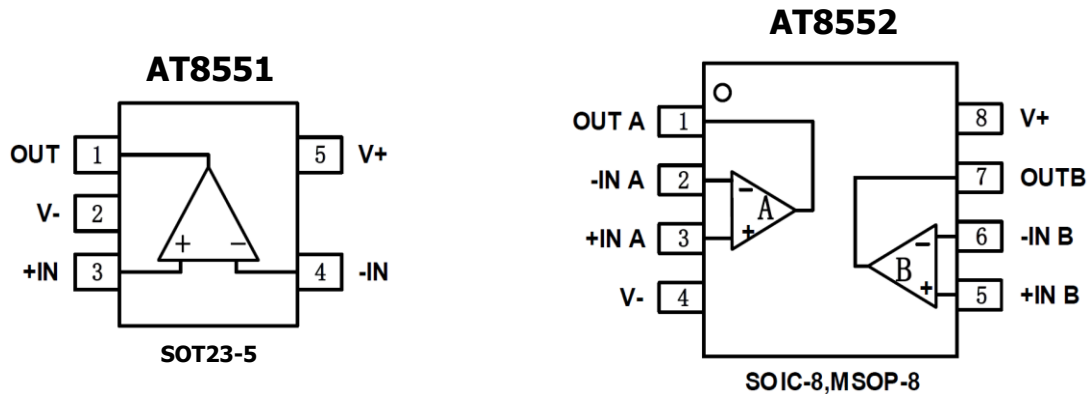 AT8551
OUT 1 5 V+
V- 2
+IN 3 + − 4 -IN
SOT23-5
AT8552
OUT A 1 8 V+
-IN A 2 − A 7 OUTB
+IN A 3 + − 6 -IN B
V- 4 B + 5 +IN B
SOIC-8,MSOP-8